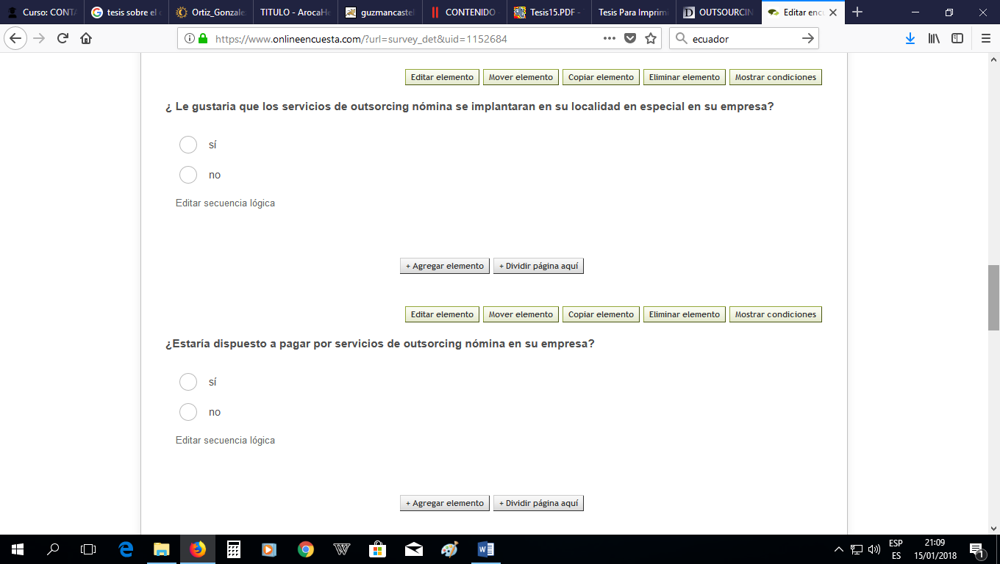 Curso: CONTA
tesis sobre el o
Ortiz_Gonzale
TITULO - ArocaHe
guzmancastel
CONTENIDO
Tesis15.PDF -
Tesis Para Imprimi
OUTSOURCIN
Editar encu
https://www.onlineencuesta.com/?url=survey_det&uid=1152684
ecuador
Editar elemento Mover elemento Copiar elemento Eliminar elemento Mostrar condiciones
¿ Le gustaria que los servicios de outsorcing nómina se implantaran en su localidad en especial en su empresa?
sí
no
Editar secuencia lógica
+ Agregar elemento + Dividir página aquí
Editar elemento Mover elemento Copiar elemento Eliminar elemento Mostrar condiciones
¿Estaría dispuesto a pagar por servicios de outsorcing nómina en su empresa?
sí
no
Editar secuencia lógica
+ Agregar elemento + Dividir página aquí
ESP
ES
21:09
15/01/2018
1